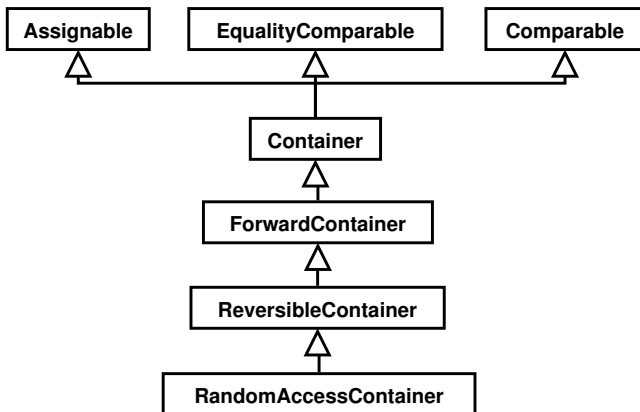 Assignable EqualityComparable Comparable
Container
ForwardContainer
ReversibleContainer
RandomAccessContainer